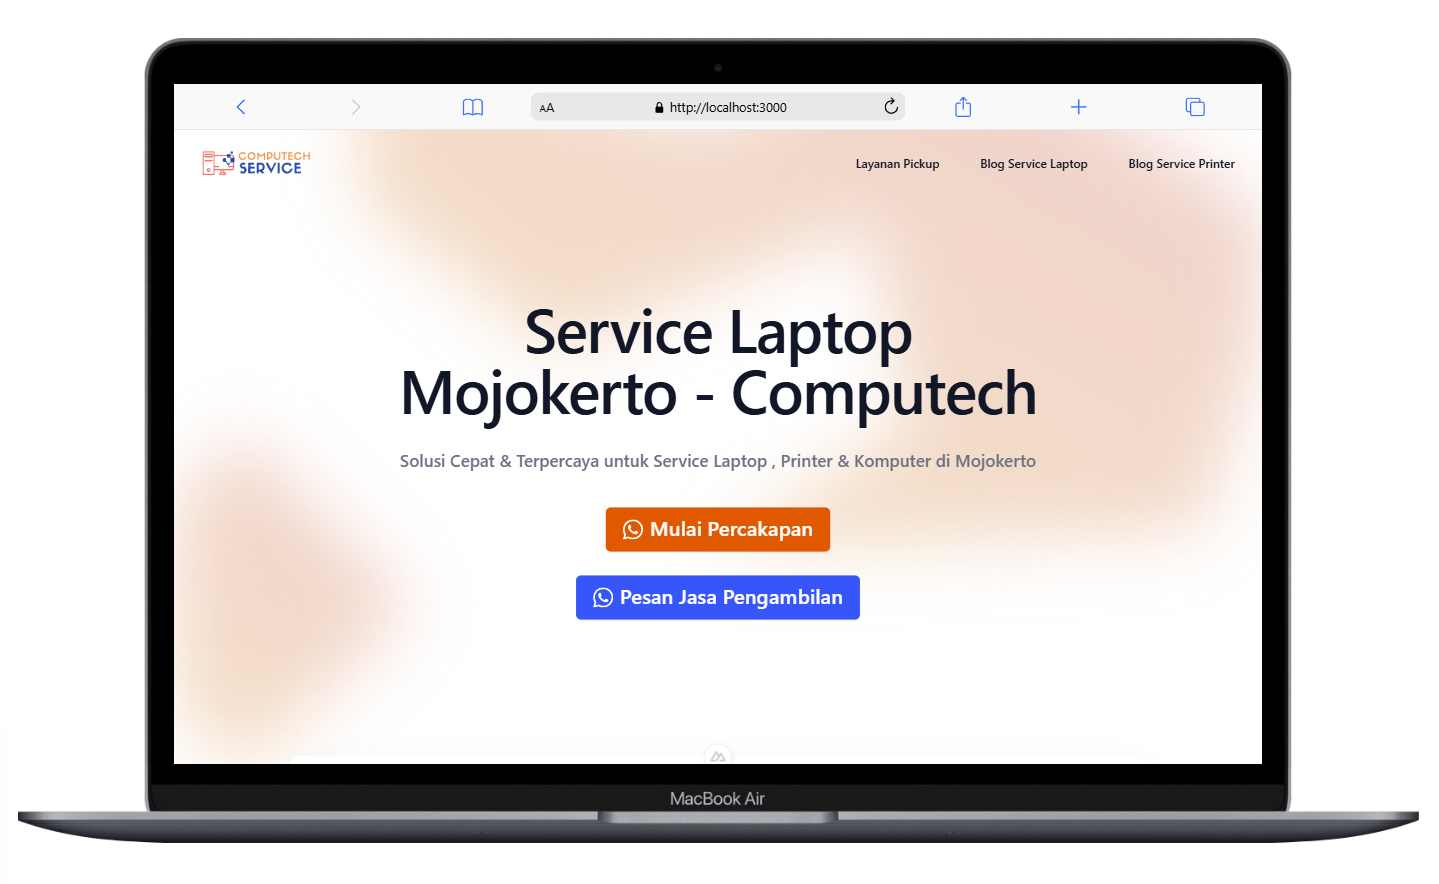 AA
http://localhost:3000
COMPUTECH
SERVICE
Layanan Pickup
Blog Service Laptop
Blog Service Printer
Service Laptop
Mojokerto - Computech
Solusi Cepat & Terpercaya untuk Service Laptop , Printer & Komputer di Mojokerto
Mulai Percakapan
Pesan Jasa Pengambilan
MacBook Air